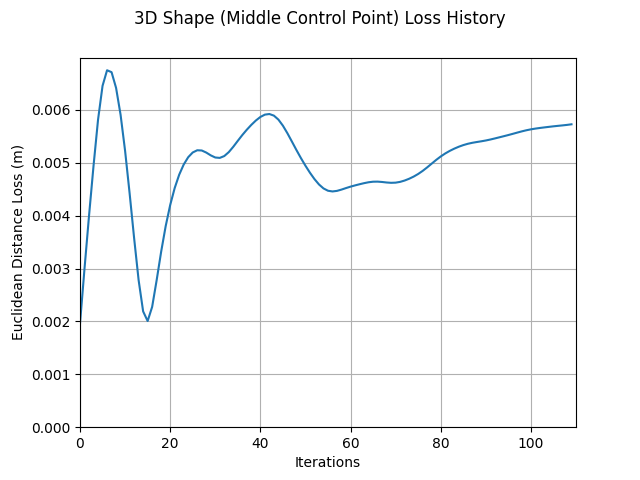 3D Shape (Middle Control Point) Loss History
Euclidean Distance Loss (m)
0.006
0.005
0.004
0.003
0.002
0.001
0.000
0 20 40 60 80 100
Iterations